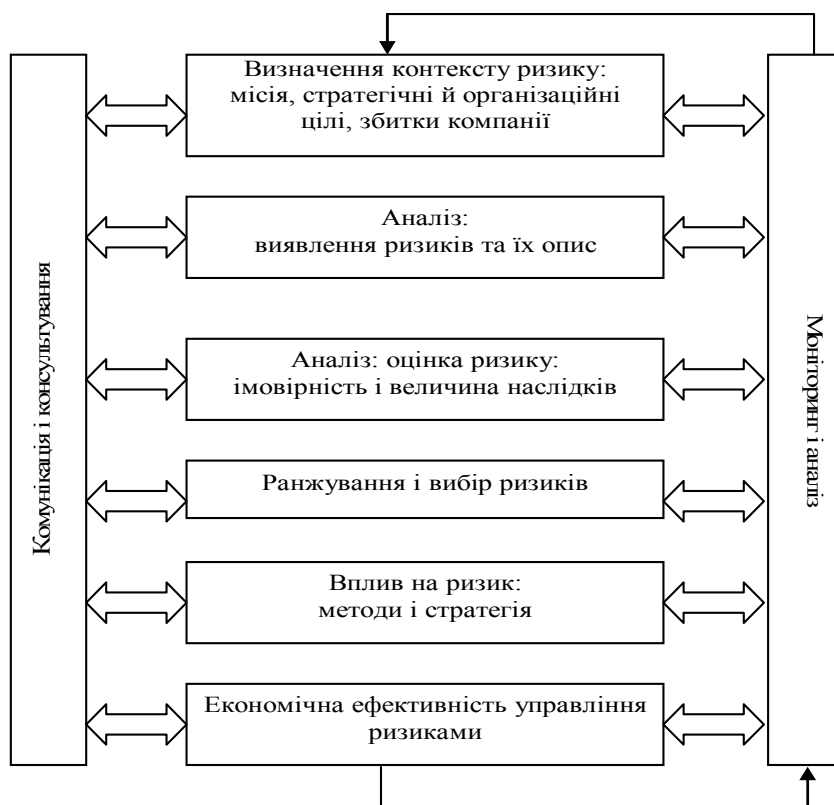 Визначення контексту ризику:
місія, стратегічні й організаційні
цілі, збитки компанії
Аналіз:
виявлення ризиків та їх опис
Аналіз: оцінка ризику:
імовірність і величина наслідків
Ранжування і вибір ризиків
Вплив на ризик:
методи і стратегія
Економічна ефективність управління
ризиками
Комунікація і консультування
Моніторинг і аналіз